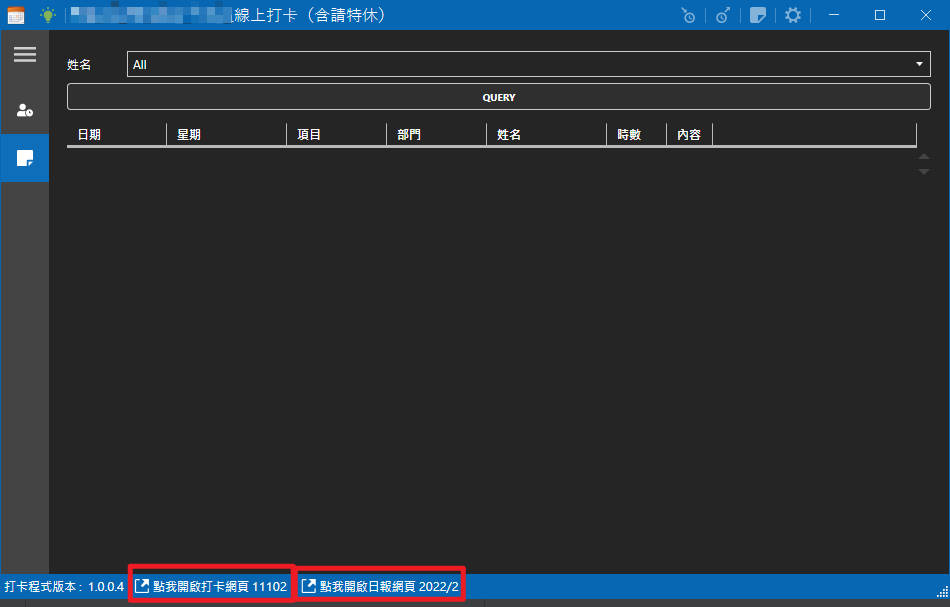 線上打卡（含請特休）
姓名 All
QUERY
日期 星期 項目 部門 姓名 時數 內容
打卡程式版本： 1.0.0.4 點我開啟打卡網頁 11102 點我開啟日報網頁 2022/2